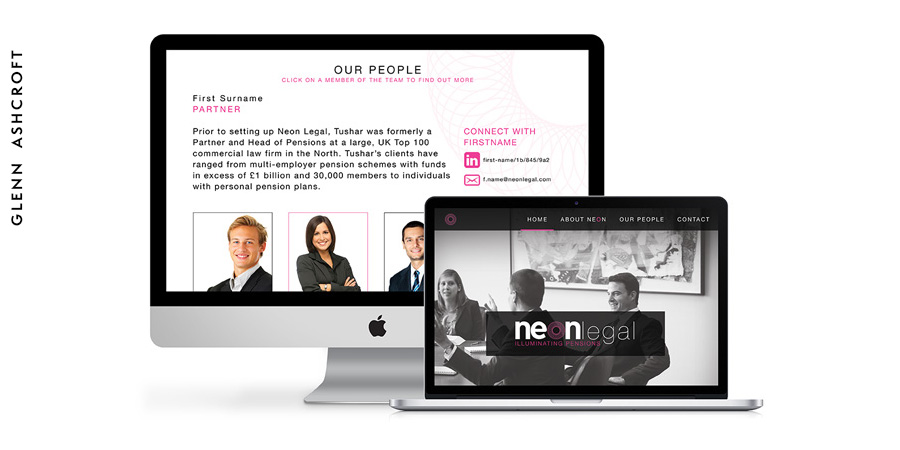 GLENN ASHCROFT
OUR PEOPLE
CLICK ON A MEMBER OF THE TEAM TO FIND OUT MORE
First Surname
PARTNER
Prior to setting up Neon Legal, Tushar was formerly a
Partner and Head of Pensions at a large, UK Top 100
commercial law firm in the North. Tushar's clients have
ranged from multi-employer pension schemes with funds
in excess of £1 billion and 30,000 members to individuals
with personal pension plans.
CONNECT WITH
FIRSTNAME
in
first-name/1b/845/9a2
f.name@neonlegal.com
HOME ABOUT NEON OUR PEOPLE CONTACT
neonlegal
ILLUMINATING PENSIONS